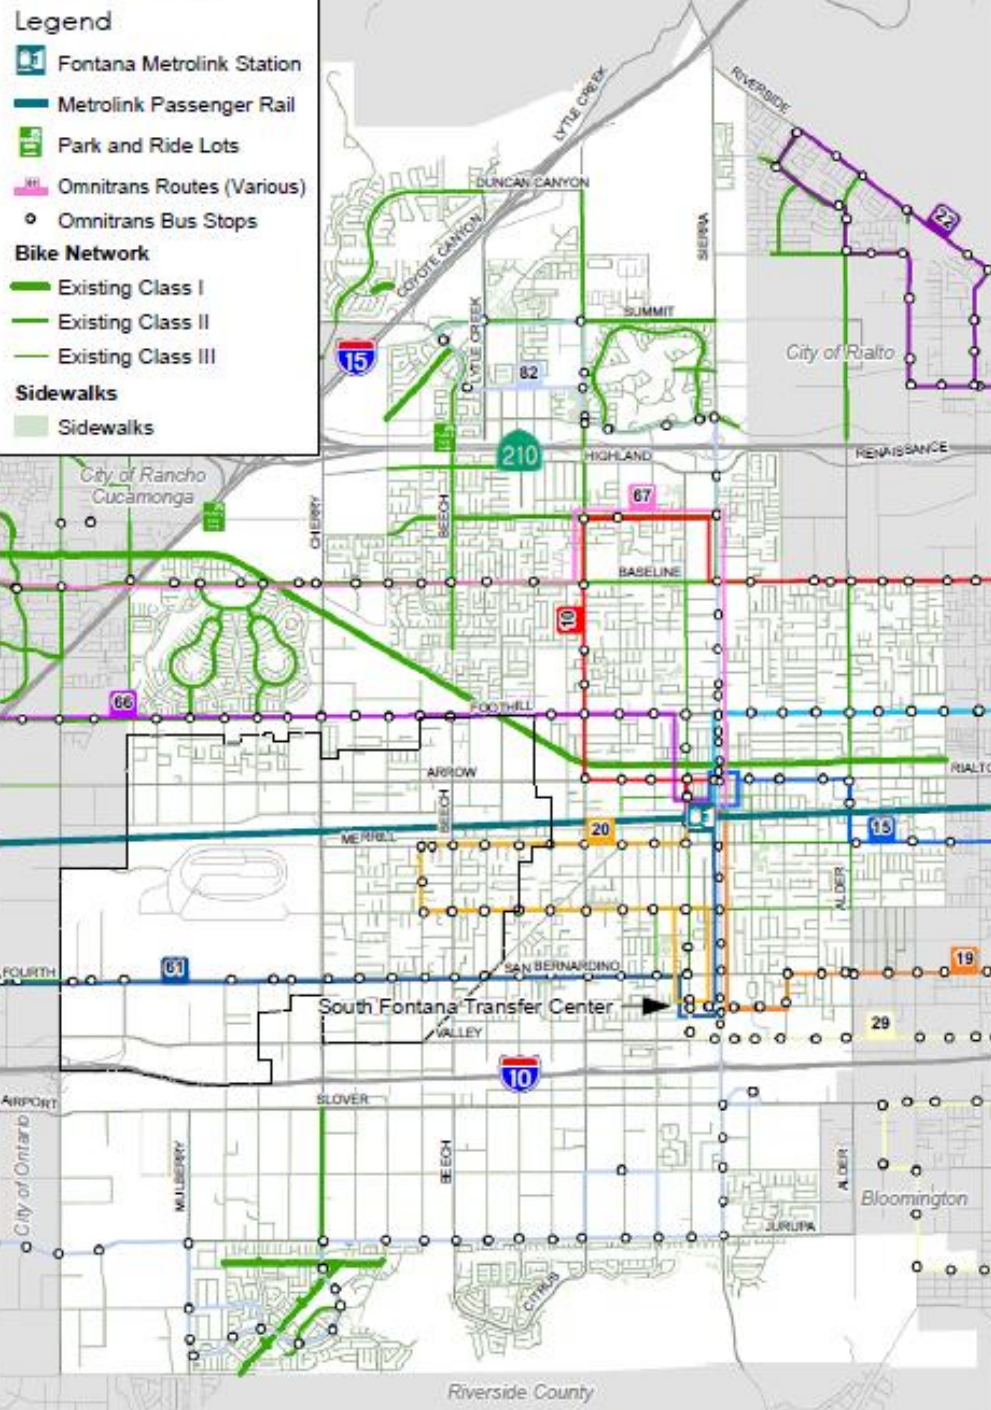 Legend
Fontana Metrolink Station
Metrolink Passenger Rail
Park and Ride Lots
Omnitrans Routes (Various)
Omnitrans Bus Stops
Bike Network
Existing Class I
Existing Class II
Existing Class III
Sidewalks
Sidewalks
RIVERSIDE
LYTLE CREEK
DUNCAN CANYON
COYOTE CANYON
SIERRA
22
LYTLE CREEK
SUMMIT
15
82
City of Rialto
210
HIGHLAND
RENAISSANCE
City of Rancho
Cucamonga
CHERRY
BEECH
67
BASELINE
10
66
FOOTHILL
ARROW
RIALTO
BEECH
MERRILL
20
15
ALDER
FOURTH
61
SAN BERNARDINO
19
South Fontana Transfer Center
VALLEY
29
10
AIRPORT
SLOVER
City of Ontario
MULBERRY
BEECH
ALDER
Bloomington
JURUPA
CITRUS
Riverside County